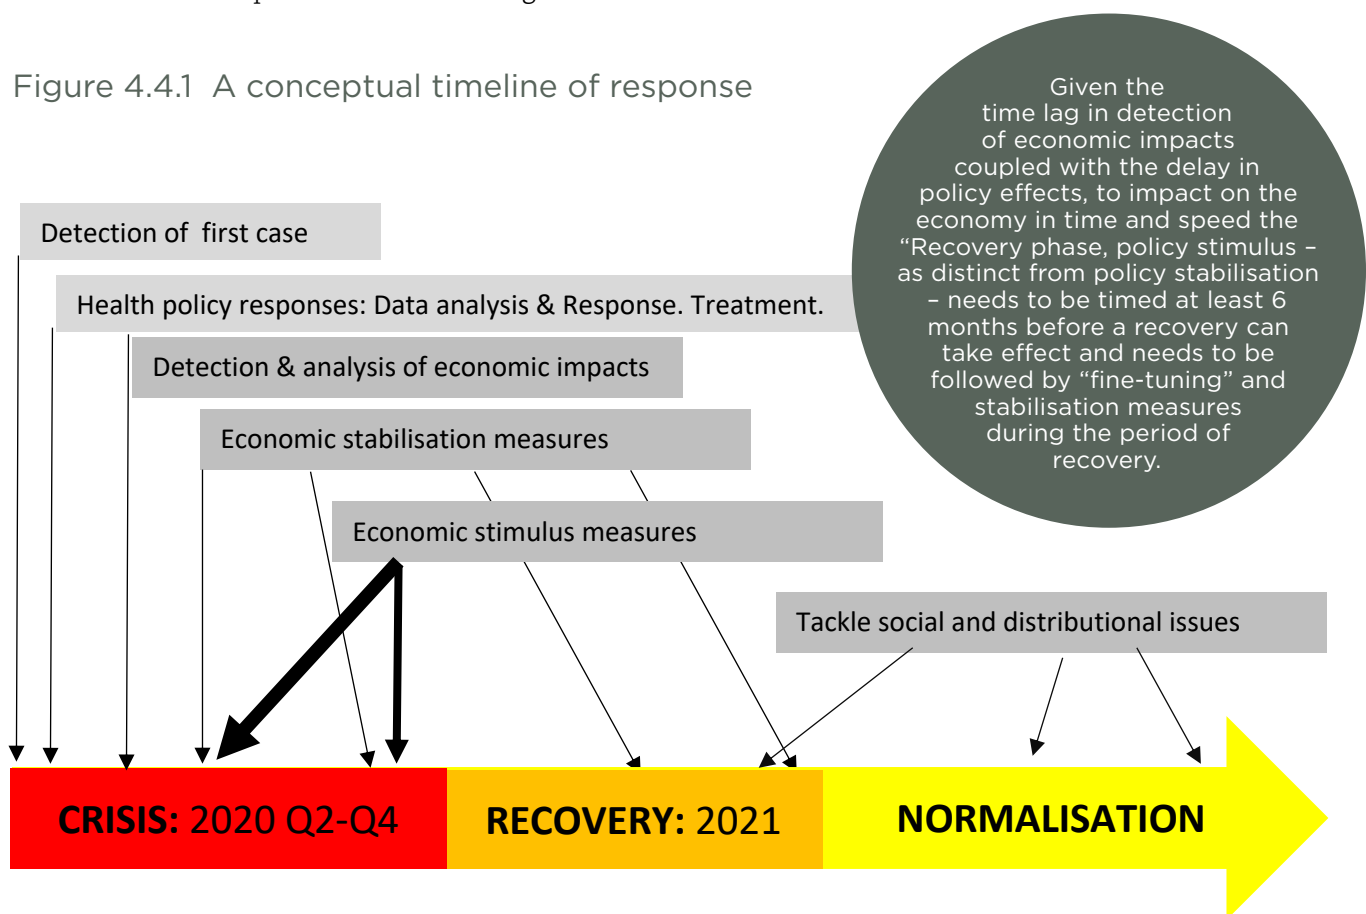 Figure 4.4.1 A conceptual timeline of response
Given the
time lag in detection
of economic impacts
coupled with the delay in
policy effects, to impact on the
economy in time and speed the
“Recovery phase, policy stimulus –
as distinct from policy stabilisation
– needs to be timed at least 6
months before a recovery can
take effect and needs to be
followed by “fine-tuning” and
stabilisation measures
during the period of
recovery.
Detection of first case
Health policy responses: Data analysis & Response. Treatment.
Detection & analysis of economic impacts
Economic stabilisation measures
Economic stimulus measures
Tackle social and distributional issues
CRISIS: 2020 Q2-Q4
RECOVERY: 2021
NORMALISATION